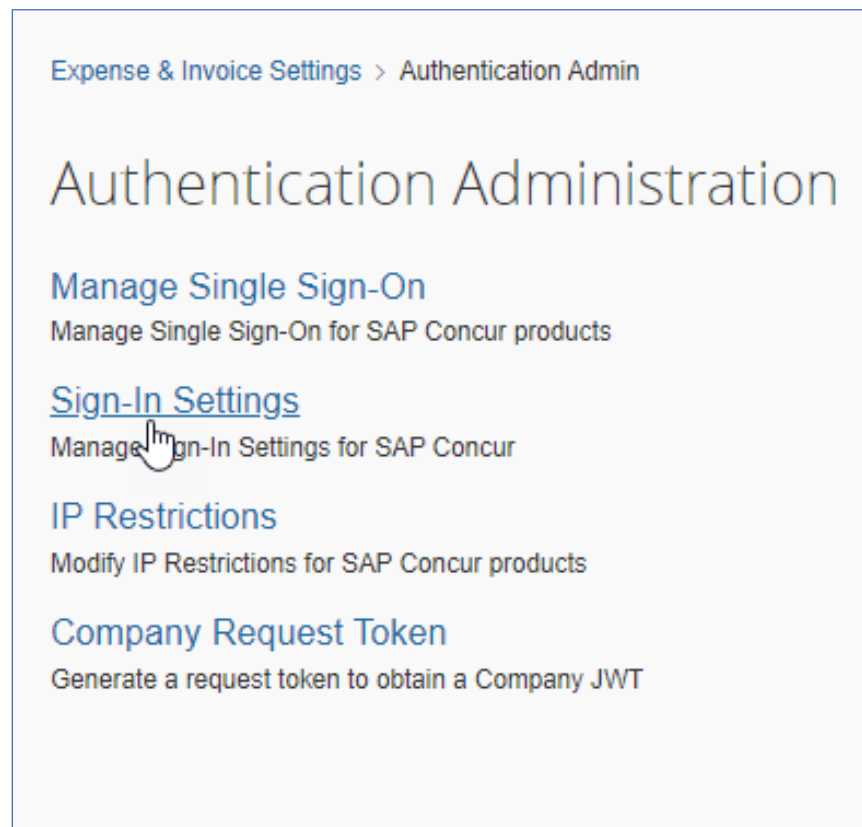 Expense & Invoice Settings > Authentication Admin
Authentication Administration
Manage Single Sign-On
Manage Single Sign-On for SAP Concur products
Sign-In Settings
Manage gn-In Settings for SAP Concur
IP Restrictions
Modify IP Restrictions for SAP Concur products
Company Request Token
Generate a request token to obtain a Company JWT